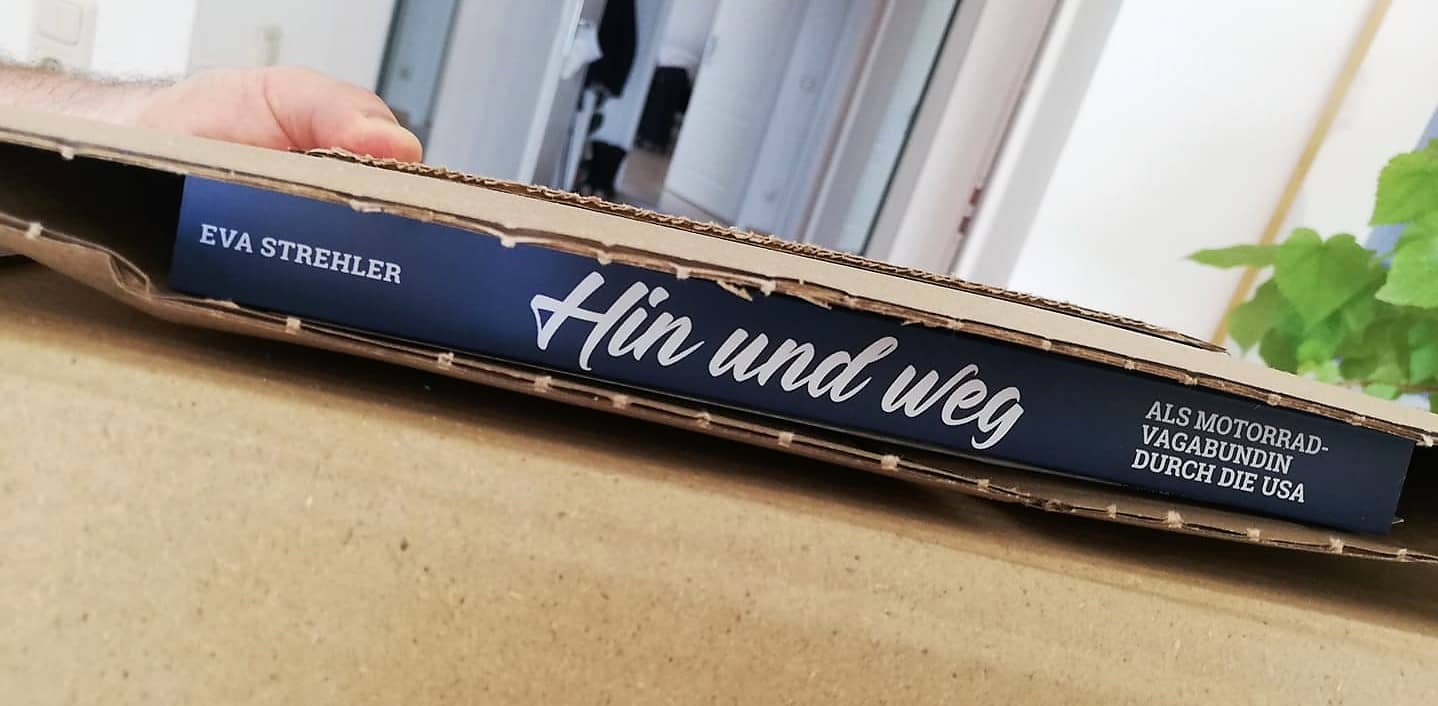 EVA STREHLER
Hin und weg
ALS MOTORRAD-
VAGABUNDIN
DURCH DIE USA